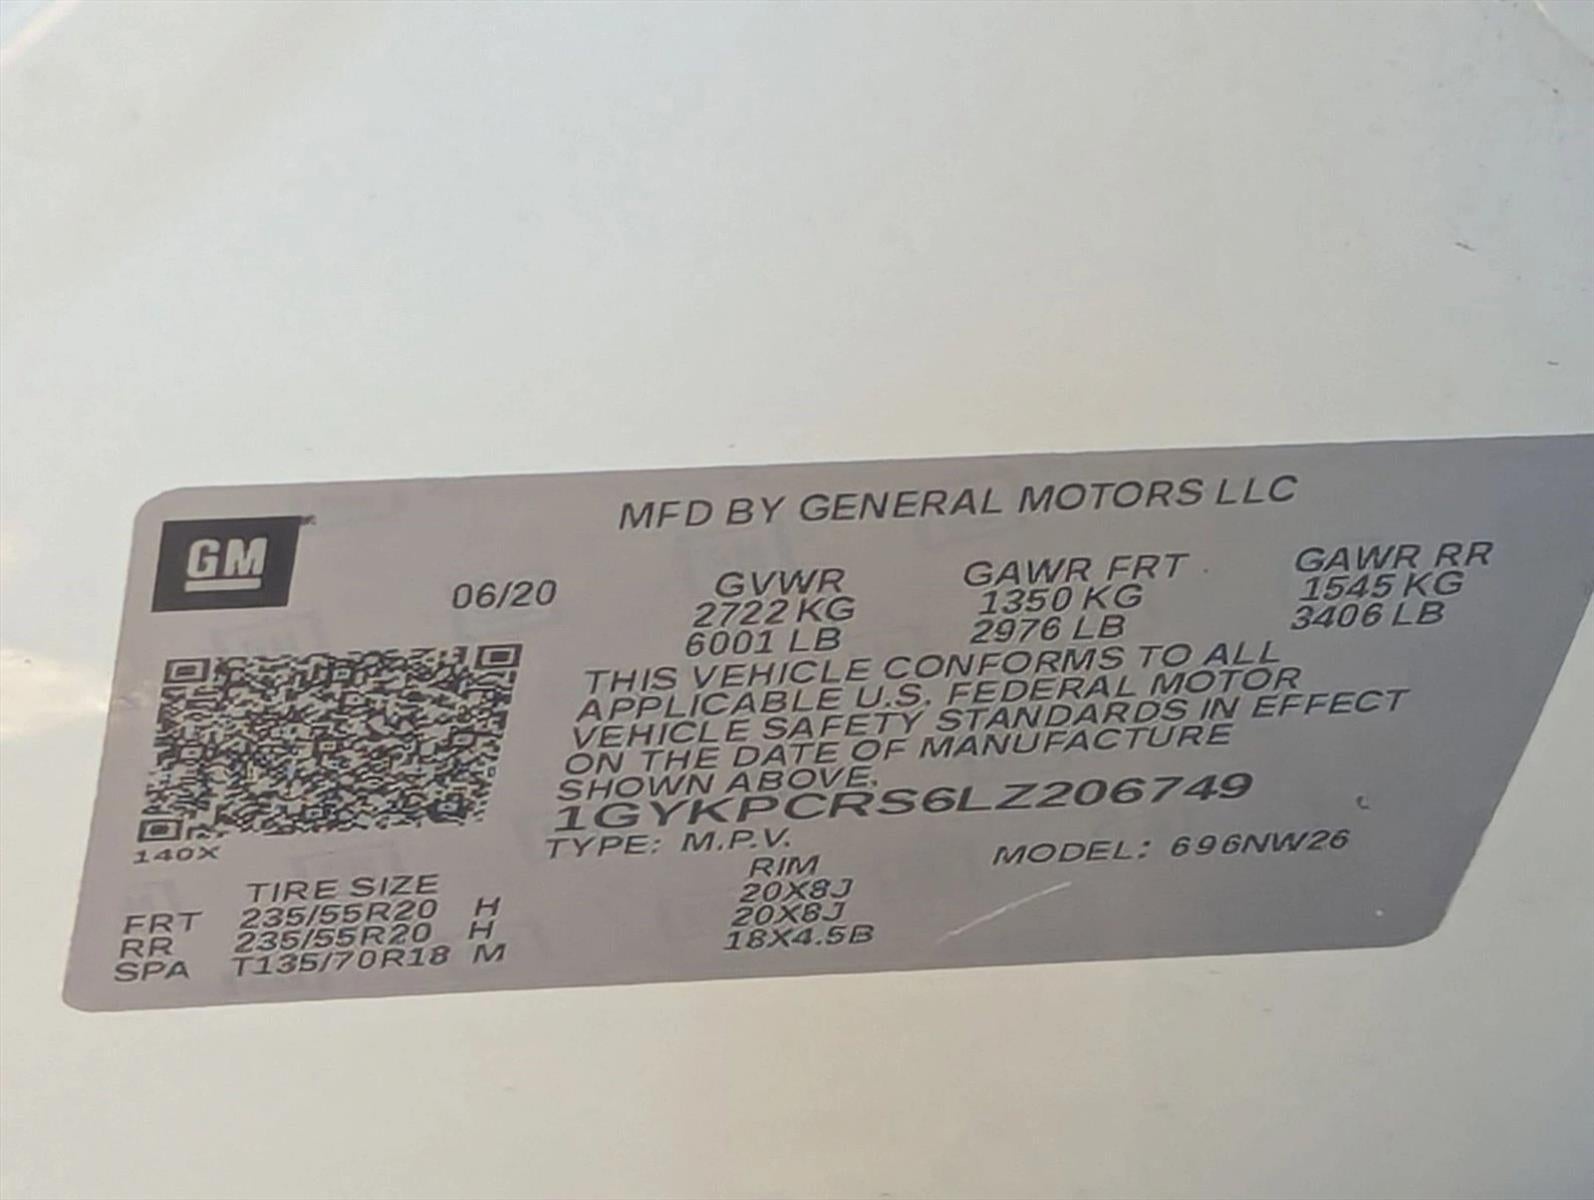 GM
MFD BY GENERAL MOTORS LLC
06/20 GVWR GAWR FRT GAWR RR
2722 KG 1350 KG 1545 KG
6001 LB 2976 LB 3406 LB
THIS VEHICLE CONFORMS TO ALL
APPLICABLE U.S. FEDERAL MOTOR
VEHICLE SAFETY STANDARDS IN EFFECT
ON THE DATE OF MANUFACTURE
SHOWN ABOVE.
1GYKPCRS6LZ206749
140X
TYPE: M.P.V. MODEL: 696NW26
TIRE SIZE RIM
FRT 235/55R20 H 20X8J
RR 235/55R20 H 20X8J
SPA T135/70R18 M 18X4.5B